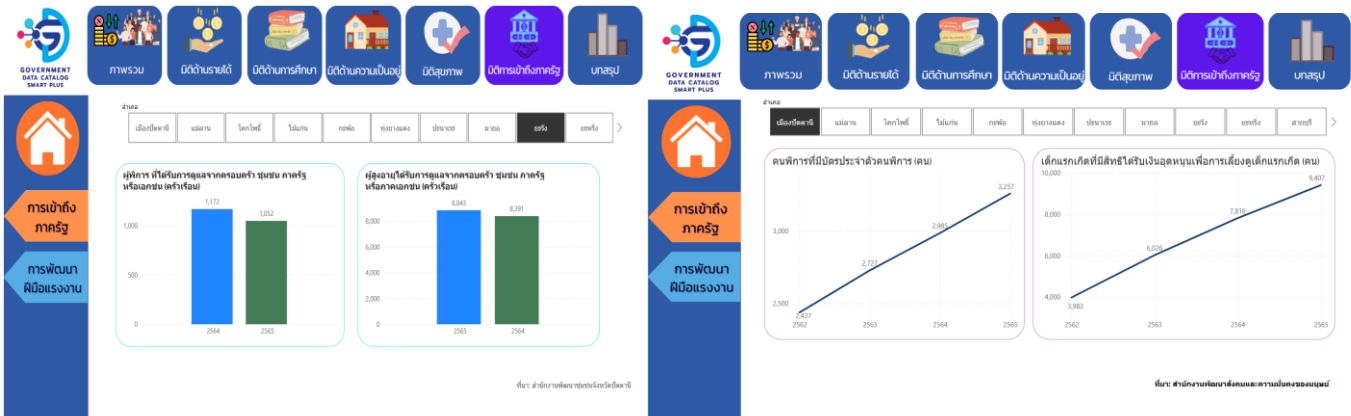 GOVERNMENT
DATA CATALOG
SMART PLUS
ภาพรวม
มิติด้านรายได้
มิติด้านการศึกษา
มิติด้านความเป็นอยู่
มิติสุขภาพ
มิติการเข้าถึงภาครัฐ
บทสรุป
การเข้าถึง
ภาครัฐ
การพัฒนา
ฝีมือแรงงาน
อำเภอ
เมืองปัตตานี แม่ลาน โคกโพธิ์ ไม้แก่น กะพ้อ ทุ่งยางแดง ปะนาเระ มายอ ยะรัง ยะหริ่ง
ผู้พิการ ที่ได้รับการดูแลจากครอบครัว ชุมชน ภาครัฐ
หรือเอกชน (ครัวเรือน)
1,172
1,052
1,000
500
0
2564 2565
ผู้สูงอายุได้รับการดูแลจากครอบครัว ชุมชน ภาครัฐ
หรือภาคเอกชน (ครัวเรือน)
8,843
8,391
8,000
6,000
4,000
2,000
0
2565 2564
ที่มา: สำนักงานพัฒนาชุมชนจังหวัดปัตตานี
GOVERNMENT
DATA CATALOG
SMART PLUS
ภาพรวม
มิติด้านรายได้
มิติด้านการศึกษา
มิติด้านความเป็นอยู่
มิติสุขภาพ
มิติการเข้าถึงภาครัฐ
บทสรุป
การเข้าถึง
ภาครัฐ
การพัฒนา
ฝีมือแรงงาน
อำเภอ
เมืองปัตตานี แม่ลาน โคกโพธิ์ ไม้แก่น กะพ้อ ทุ่งยางแดง ปะนาเระ มายอ ยะรัง ยะหริ่ง สายบุรี
คนพิการที่มีบัตรประจำตัวคนพิการ (คน)
3,257
3,000
2,985
2,727
2,500
2,437
2562 2563 2564 2565
เด็กแรกเกิดที่มีสิทธิได้รับเงินอุดหนุนเพื่อการเลี้ยงดูเด็กแรกเกิด (คน)
10,000
9,407
8,000
7,816
6,026
6,000
4,000
3,983
2562 2563 2564 2565
ที่มา: สำนักงานพัฒนาสังคมและความมั่นคงของมนุษย์